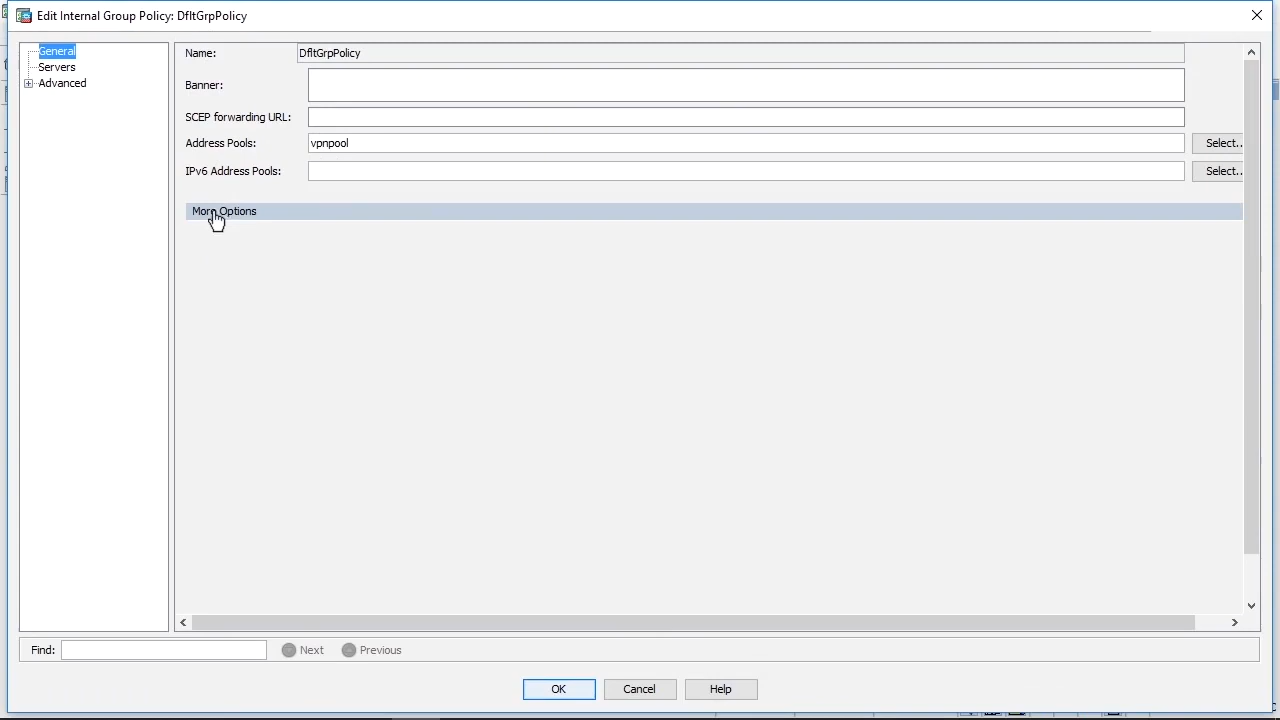 Edit Internal Group Policy: DfltGrpPolicy
General
Servers
Advanced
Name: DfltGrpPolicy
Banner:
SCEP forwarding URL:
Address Pools: vpnpool Select..
IPv6 Address Pools: Select..
More Options
Find: Next Previous
OK Cancel Help